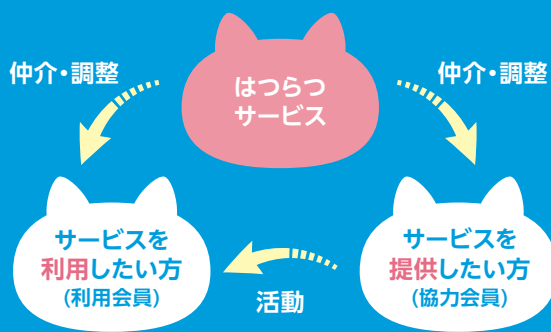 仲介・調整
はつらつ
サービス
仲介・調整
サービスを
利用したい方
(利用会員)
活動
サービスを
提供したい方
(協力会員)